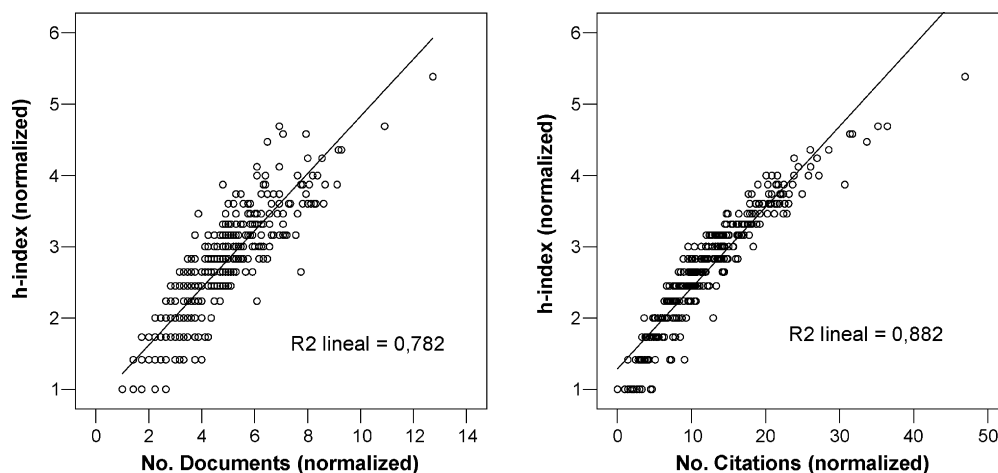 6
5
4
3
2
1
h-index (normalized)
R2 lineal = 0,782
0 2 4 6 8 10 12 14
No. Documents (normalized)
6
5
4
3
2
1
h-index (normalized)
R2 lineal = 0,882
0 10 20 30 40 50
No. Citations (normalized)